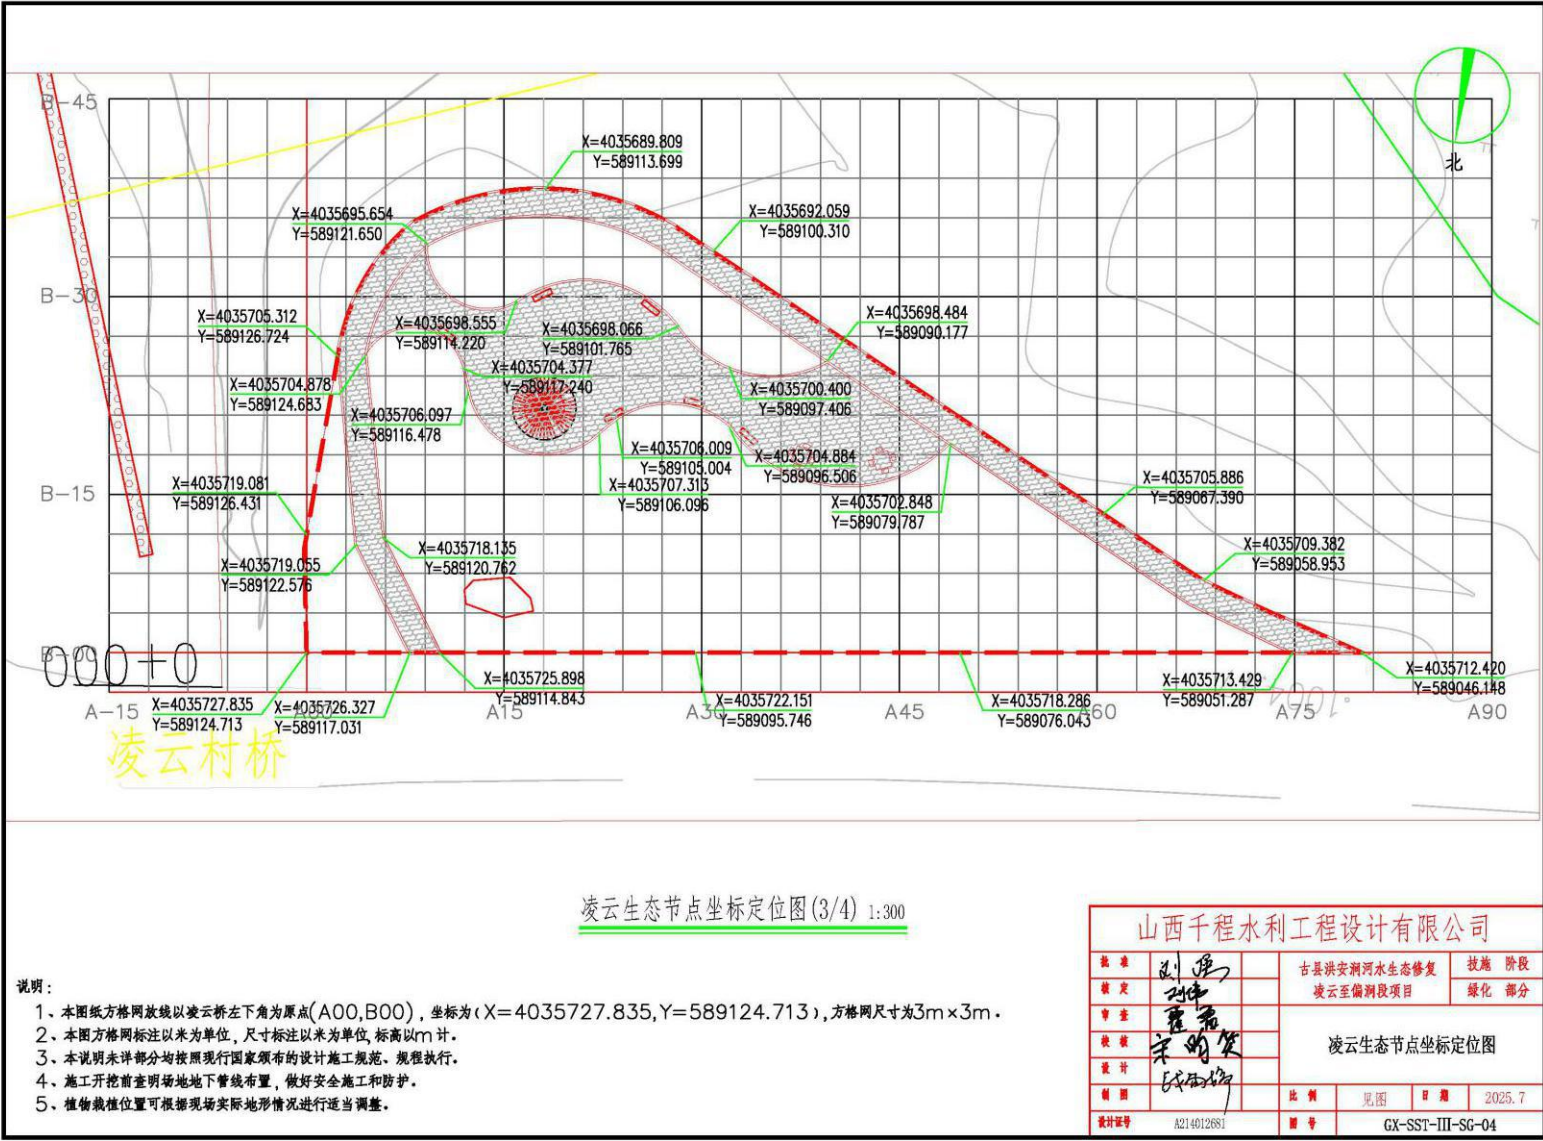 B-45
X=4035689.809
Y=589113.699
北
X=4035695.654
Y=589121.650
X=4035692.059
Y=589100.310
B-30
X=4035705.312
Y=589126.724
X=4035698.555
Y=589114.220
X=4035698.066
Y=589101.765
X=4035698.484
Y=589090.177
X=4035704.377
Y=589117.240
X=4035704.878
Y=589124.683
X=4035700.400
Y=589097.406
X=4035706.097
Y=589116.478
X=4035706.009
Y=589105.004
X=4035704.884
Y=589096.506
B-15
X=4035719.081
Y=589126.431
X=4035707.313
Y=589106.096
X=4035702.848
Y=589079.787
X=4035705.886
Y=589067.390
X=4035718.135
Y=589120.762
X=4035709.382
Y=589058.953
X=4035719.055
Y=589122.576
B-00
000+0
X=4035725.898
Y=589114.843
X=4035712.420
Y=589046.148
X=4035713.429
Y=589051.287
X=4035727.835
Y=589124.713
X=4035726.327
Y=589117.031
X=4035722.151
Y=589095.746
X=4035718.286
Y=589076.043
A-15
A00
A15
A30
A45
A60
A75
A90
凌云村桥
凌云生态节点坐标定位图(3/4) 1:300
说明：
1、本图纸方格网放线以凌云桥左下角为原点(A00,B00)，坐标为(X=4035727.835,Y=589124.713)，方格网尺寸为3m×3m。
2、本图方格网标注以米为单位，尺寸标注以米为单位，标高以m计。
3、本说明未详部分均按照现行国家颁布的设计施工规范、规程执行。
4、施工开挖前查明场地地下管线布置，做好安全施工和防护。
5、植物栽植位置可根据现场实际地形情况进行适当调整。
山西千程水利工程设计有限公司
批准
古县洪安涧河水生态修复
凌云至偏涧段项目
技施 阶段
核定
绿化 部分
审查
凌云生态节点坐标定位图
校核
设计
制图
比例
见图
日期
2025.7
设计证号
A214012681
图号
GX-SST-III-SG-04